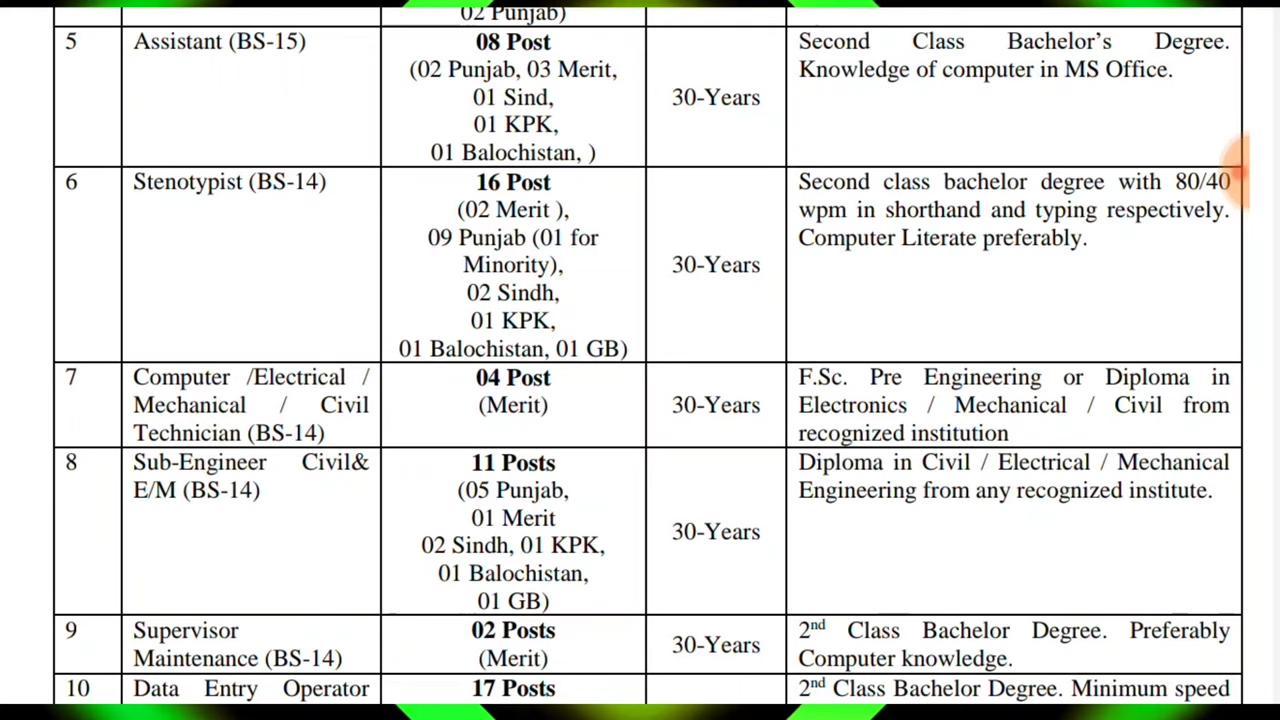 02 Punjab)
5
Assistant (BS-15)
08 Post
(02 Punjab, 03 Merit,
01 Sind,
01 KPK,
01 Balochistan, )
30-Years
Second Class Bachelor's Degree.
Knowledge of computer in MS Office.
6
Stenotypist (BS-14)
16 Post
(02 Merit ),
09 Punjab (01 for
Minority),
02 Sindh,
01 KPK,
01 Balochistan, 01 GB)
30-Years
Second class bachelor degree with 80/40
wpm in shorthand and typing respectively.
Computer Literate preferably.
7
Computer /Electrical /
Mechanical / Civil
Technician (BS-14)
04 Post
(Merit)
30-Years
F.Sc. Pre Engineering or Diploma in
Electronics / Mechanical / Civil from
recognized institution
8
Sub-Engineer Civil&
E/M (BS-14)
11 Posts
(05 Punjab,
01 Merit
02 Sindh, 01 KPK,
01 Balochistan,
01 GB)
30-Years
Diploma in Civil / Electrical / Mechanical
Engineering from any recognized institute.
9
Supervisor
Maintenance (BS-14)
02 Posts
(Merit)
30-Years
2nd Class Bachelor Degree. Preferably
Computer knowledge.
10
Data Entry Operator
17 Posts
2nd Class Bachelor Degree. Minimum speed